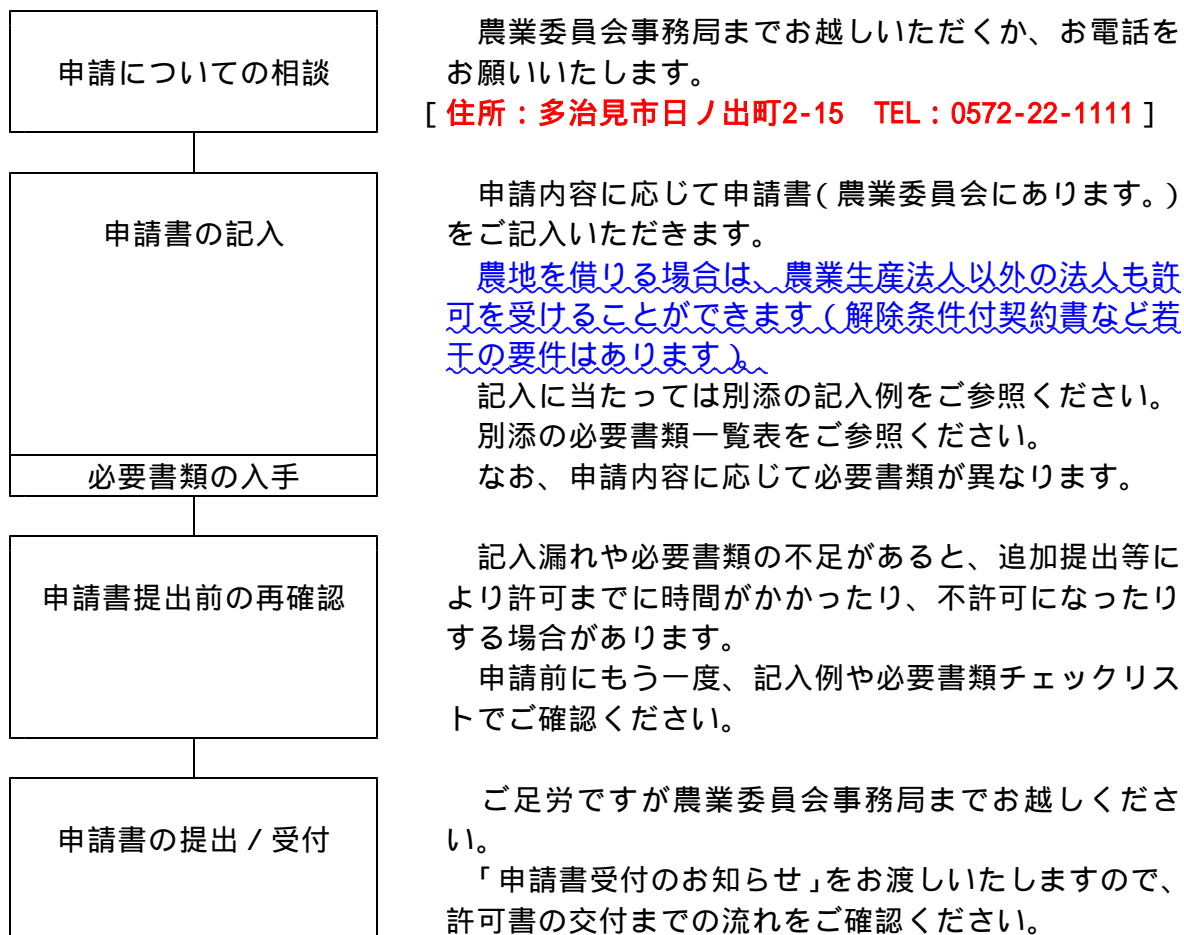 申請についての相談
農業委員会事務局までお越しいただくか、お電話を
お願いいたします。
[ 住所：多治見市日ノ出町2-15　TEL：0572-22-1111 ]
申請書の記入
申請内容に応じて申請書(農業委員会にあります。)
をご記入いただきます。
農地を借りる場合は、農業生産法人以外の法人も許
可を受けることができます（解除条件付契約書など若
干の要件はあります）。
記入に当たっては別添の記入例をご参照ください。
別添の必要書類一覧表をご参照ください。
必要書類の入手
なお、申請内容に応じて必要書類が異なります。
申請書提出前の再確認
記入漏れや必要書類の不足があると、追加提出等に
より許可までに時間がかかったり、不許可になったり
する場合があります。
申請前にもう一度、記入例や必要書類チェックリス
トでご確認ください。
申請書の提出／受付
ご足労ですが農業委員会事務局までお越しくださ
い。
「申請書受付のお知らせ」をお渡しいたしますので、
許可書の交付までの流れをご確認ください。